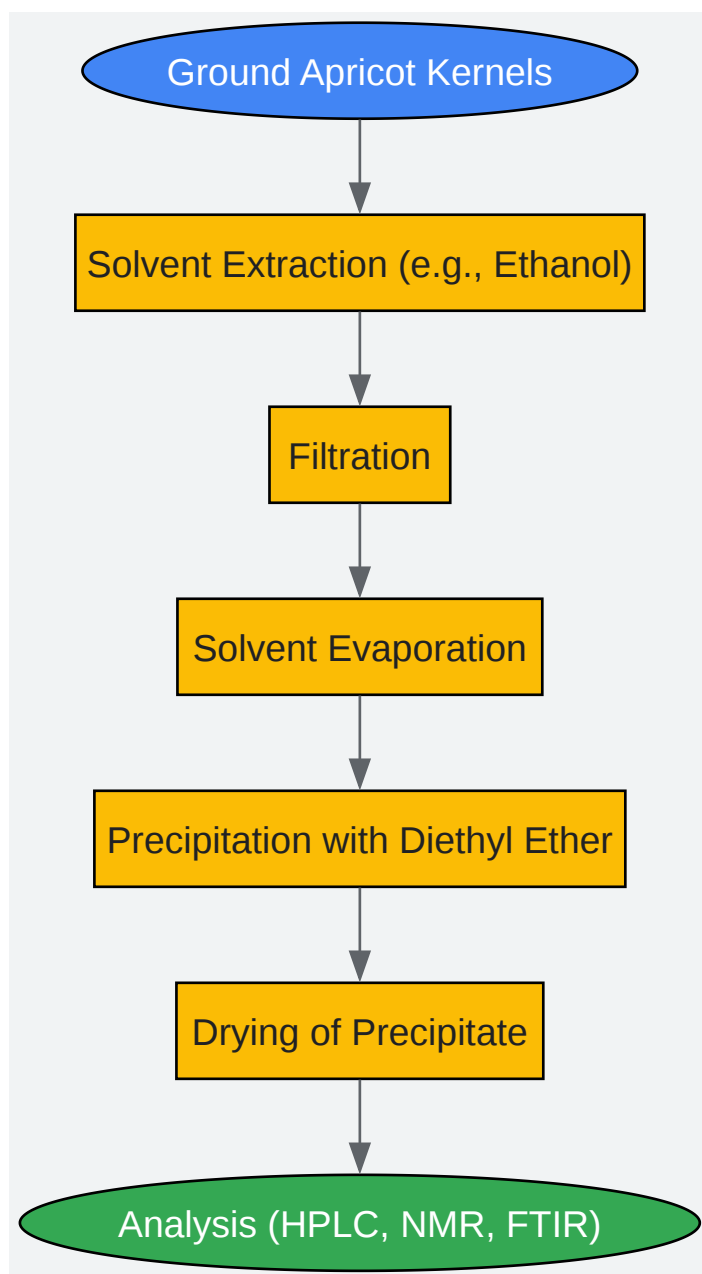 Ground Apricot Kernels
Solvent Extraction (e.g., Ethanol)
Filtration
Solvent Evaporation
Precipitation with Diethyl Ether
Drying of Precipitate
Analysis (HPLC, NMR, FTIR)